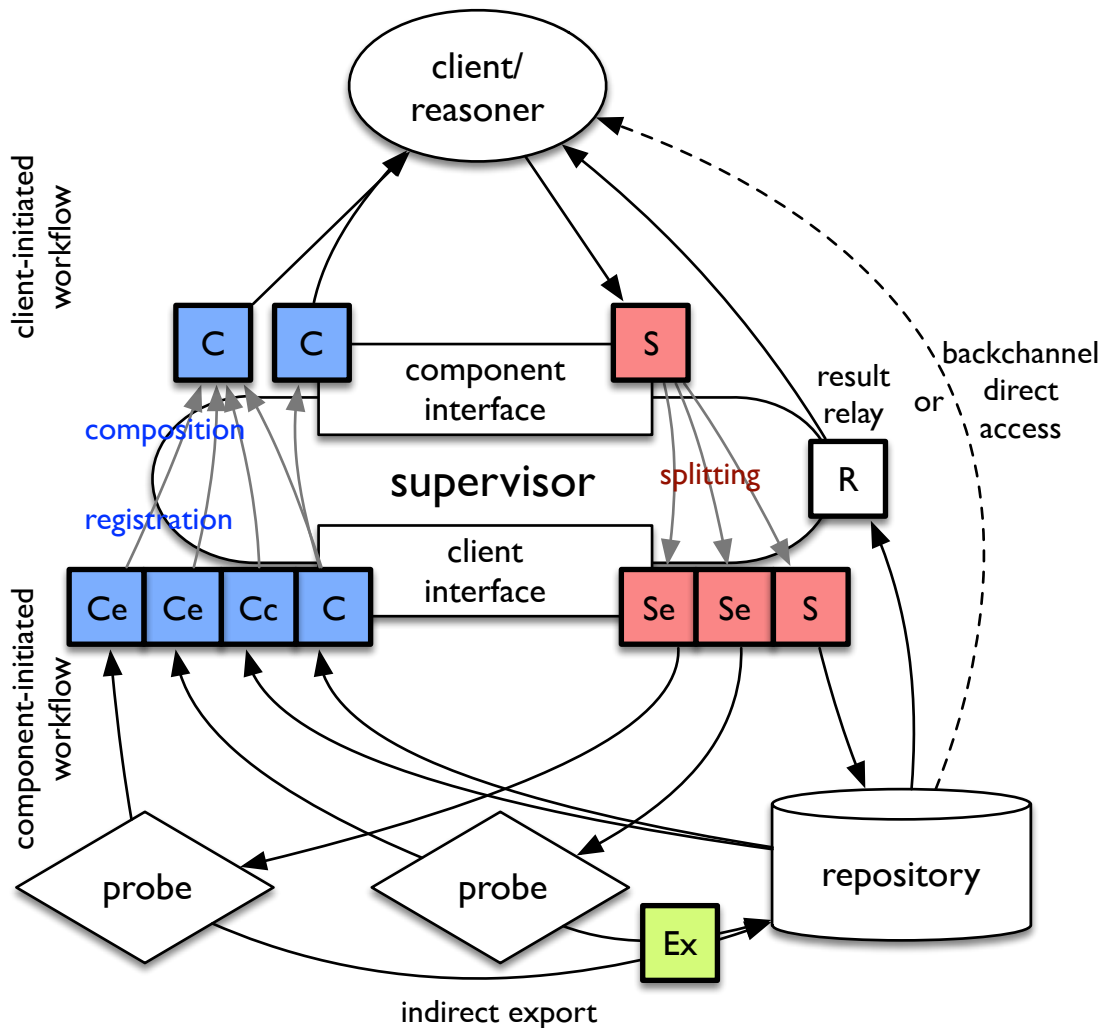 client/
reasoner
client-initiated
workflow
C
C
S
component
interface
result
relay
or
backchannel
direct
access
composition
supervisor
splitting
R
registration
client
interface
Ce
Ce
Cc
C
Se
Se
S
component-initiated
workflow
probe
probe
repository
Ex
indirect export